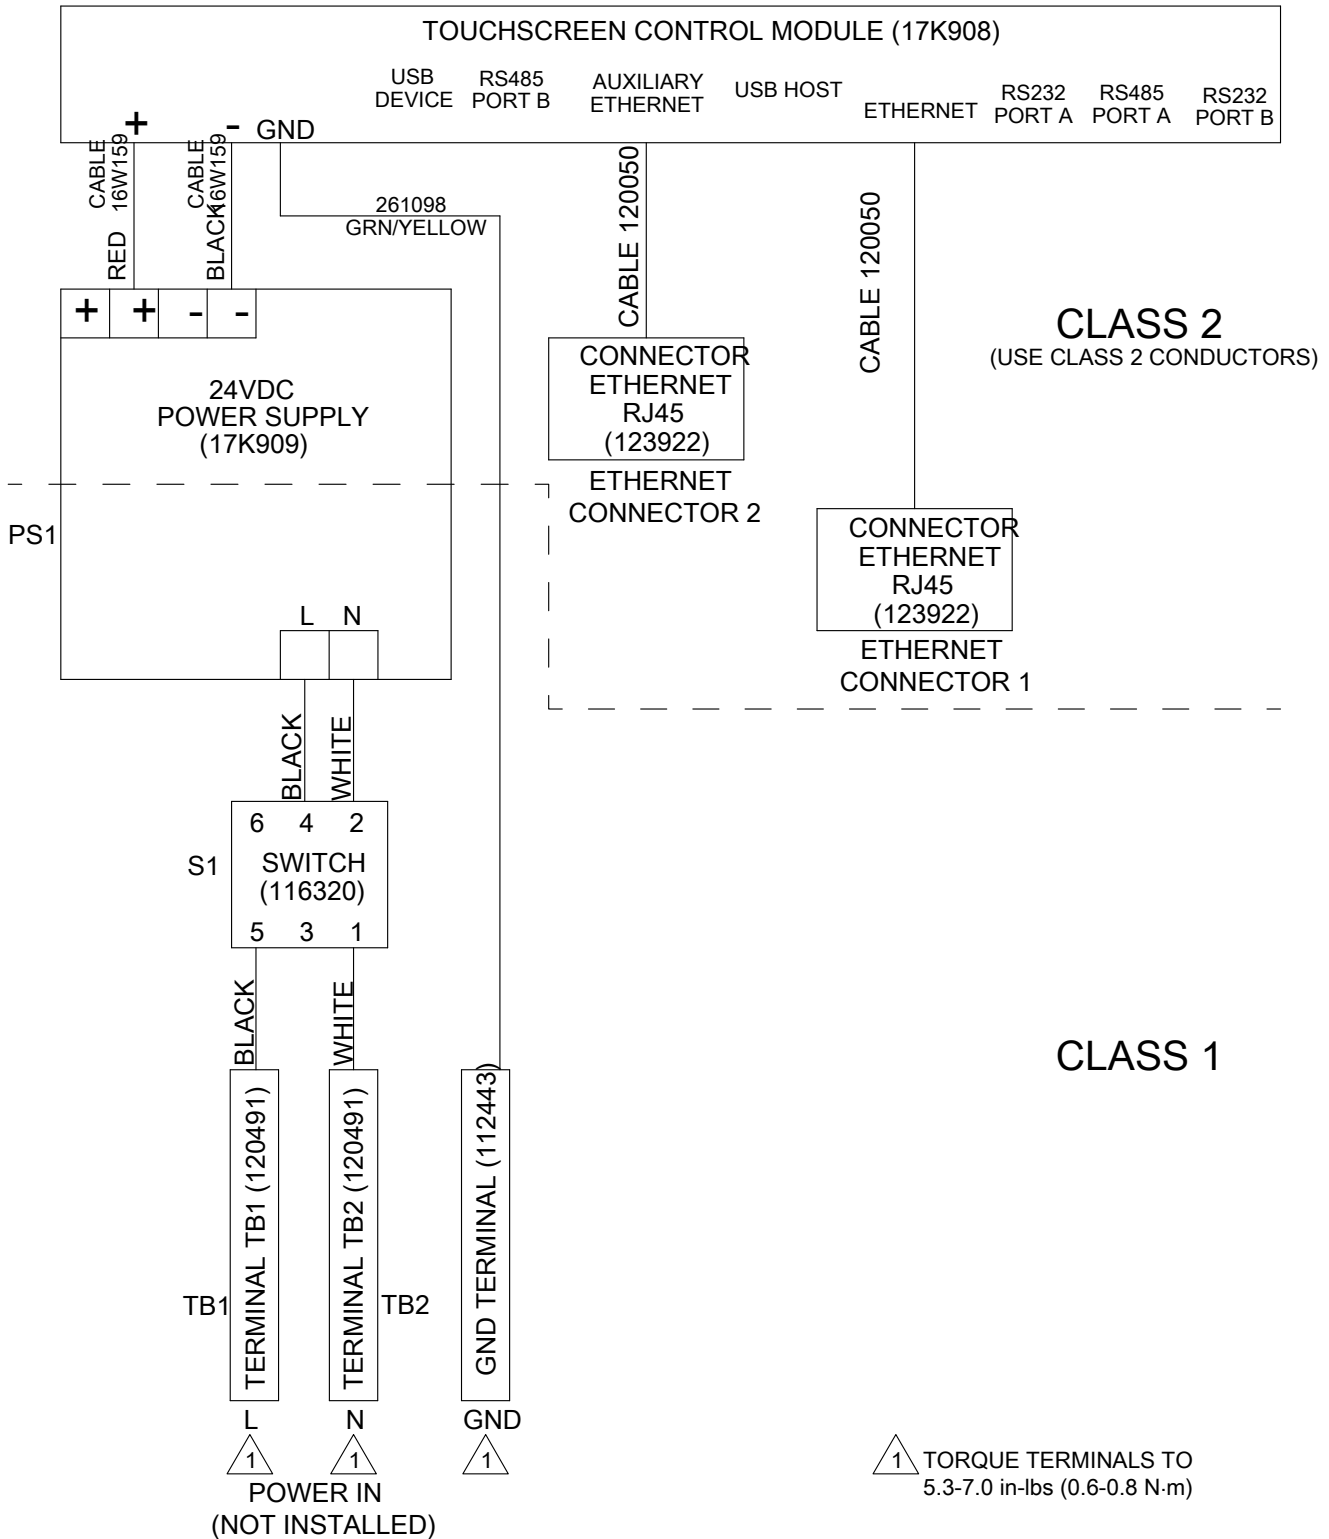 TOUCHSCREEN CONTROL MODULE (17K908)
USB
DEVICE
RS485
PORT B
AUXILIARY
ETHERNET
USB HOST
ETHERNET
RS232
PORT A
RS485
PORT A
RS232
PORT B
+
-
GND
CABLE
16W159
RED
CABLE
16W159
BLACK
261098
GRN/YELLOW
CABLE 120050
CABLE 120050
+ + - -
24VDC
POWER SUPPLY
(17K909)
PS1
L N
CONNECTOR
ETHERNET
RJ45
(123922)
ETHERNET
CONNECTOR 2
CONNECTOR
ETHERNET
RJ45
(123922)
ETHERNET
CONNECTOR 1
CLASS 2
(USE CLASS 2 CONDUCTORS)
BLACK
WHITE
6 4 2
S1
SWITCH
(116320)
5 3 1
BLACK
WHITE
CLASS 1
TB1
TERMINAL TB1 (120491)
TERMINAL TB2 (120491)
TB2
GND TERMINAL (112443)
L
N
GND
1
1
1
POWER IN
(NOT INSTALLED)
1 TORQUE TERMINALS TO
5.3-7.0 in-lbs (0.6-0.8 N·m)